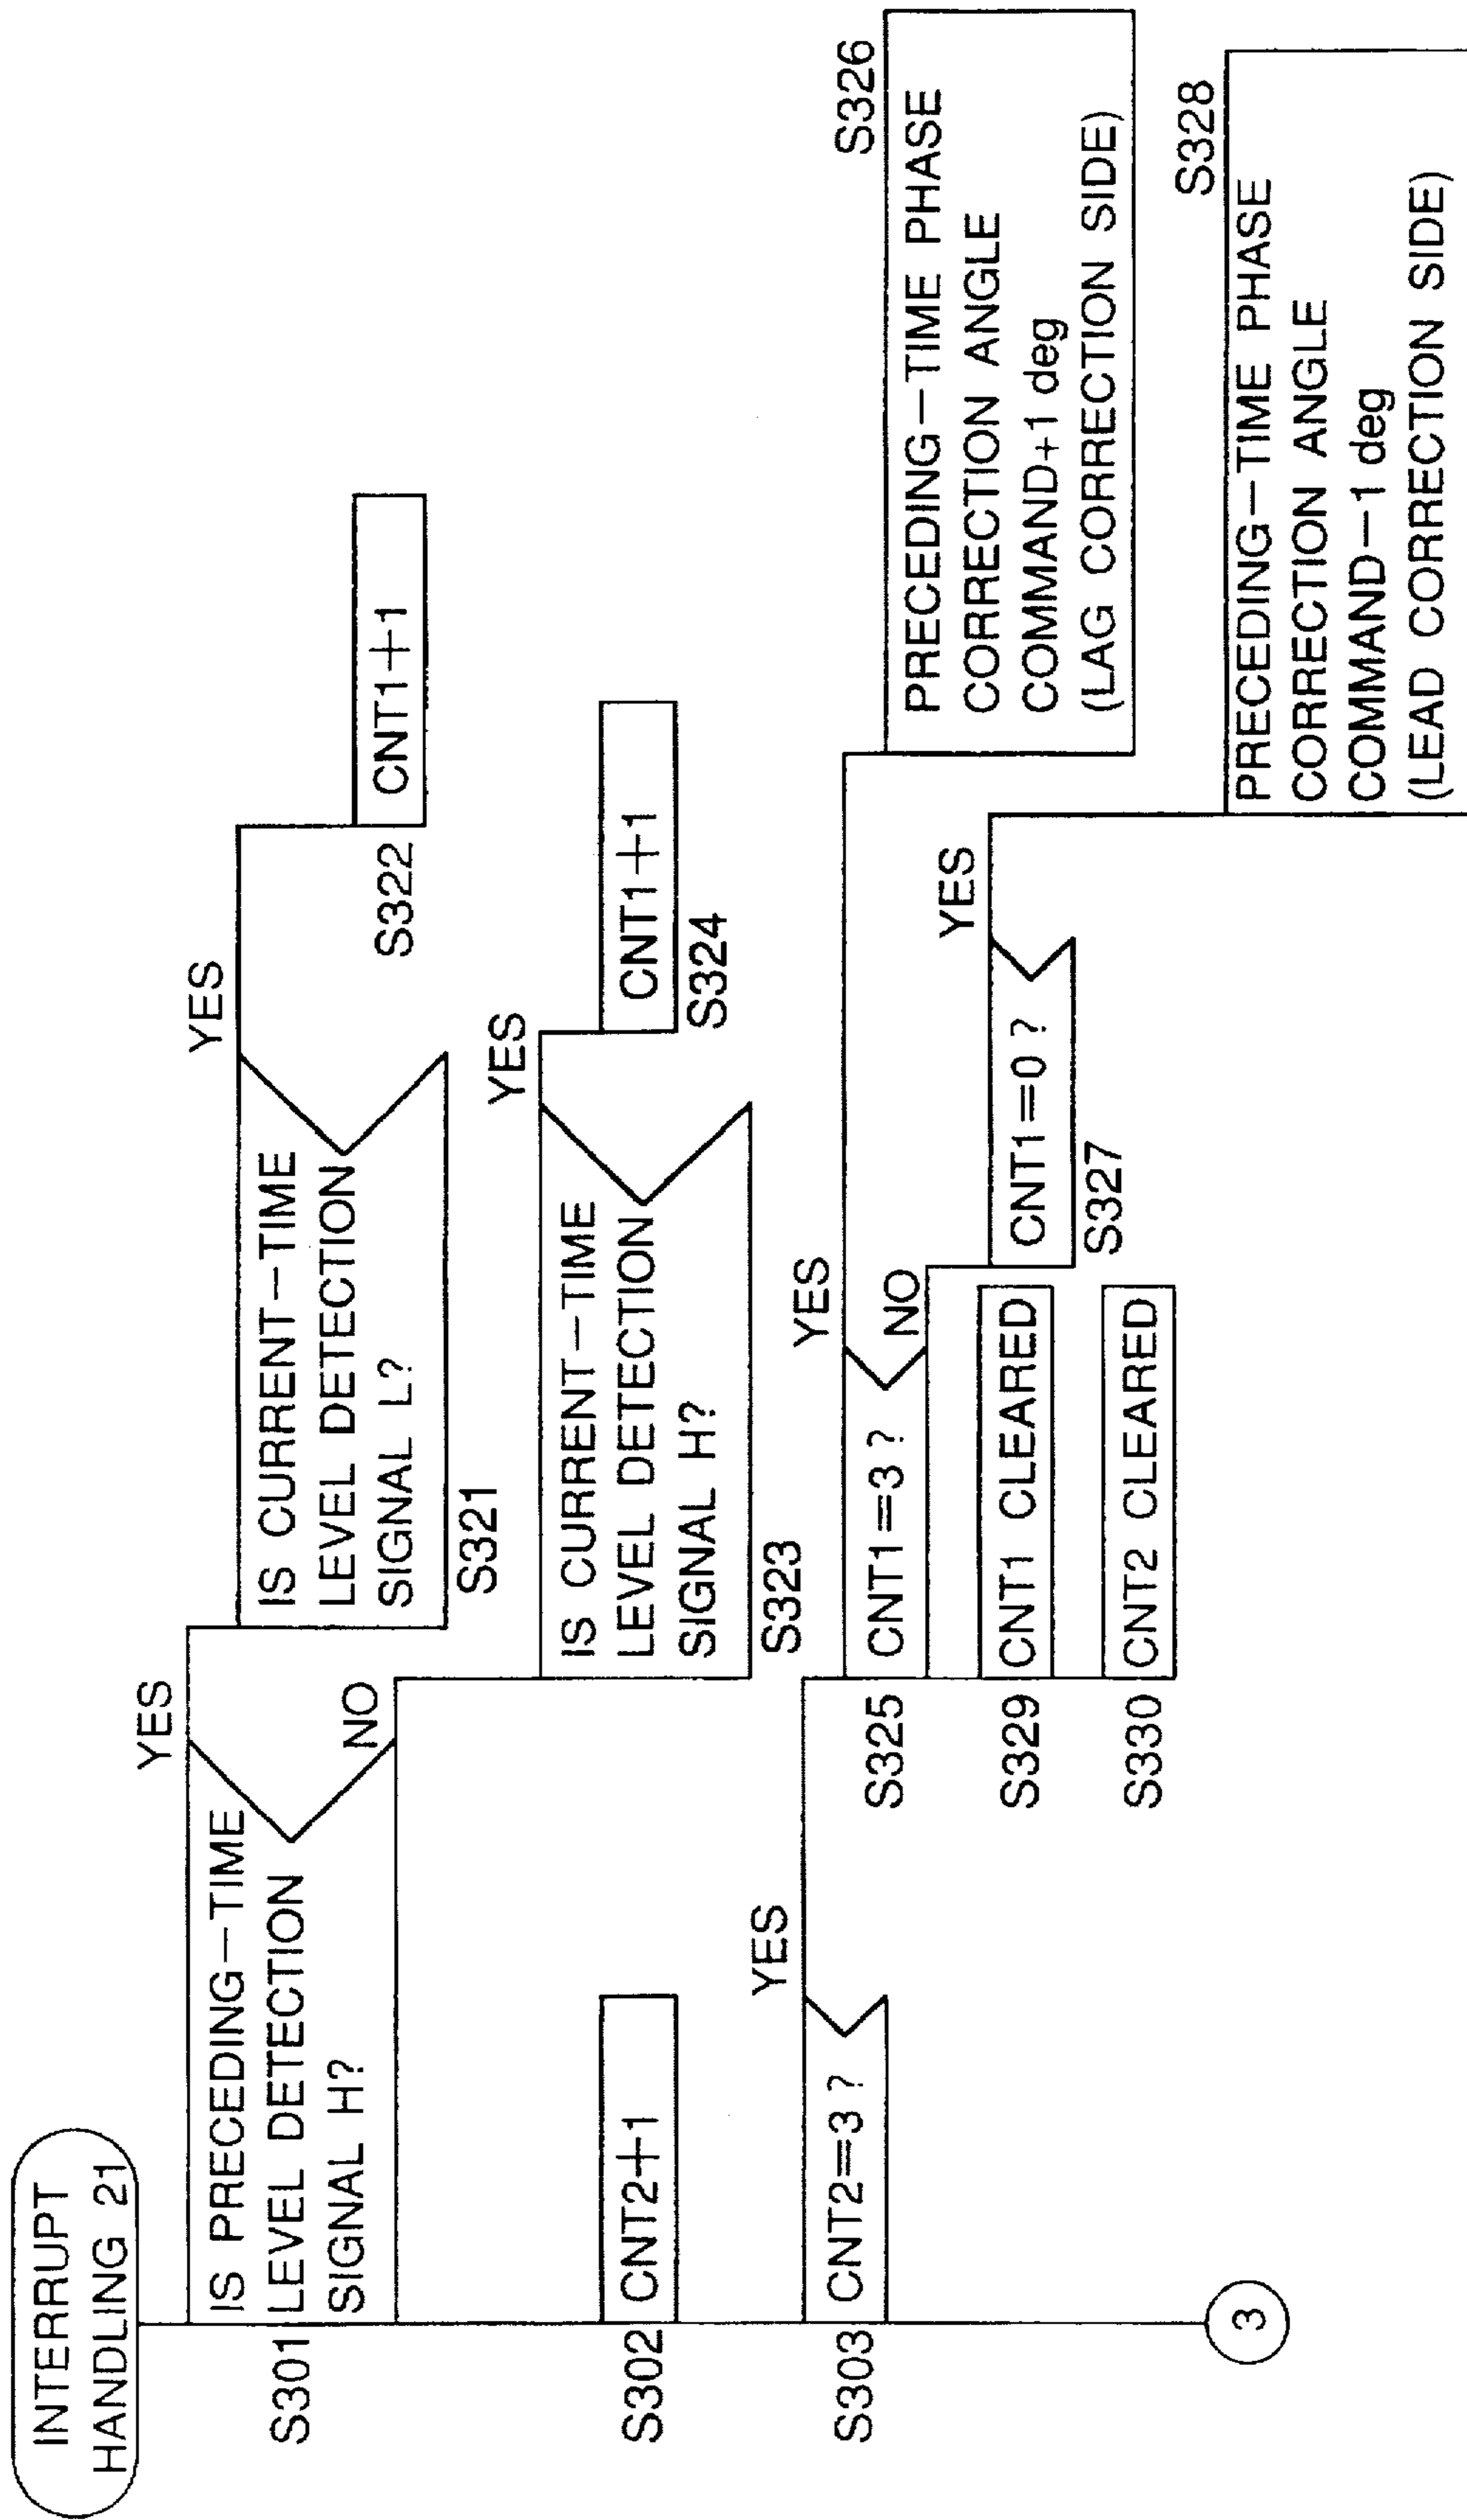 INTERRUPT
HANDLING 21
S301
IS PRECEDING-TIME
LEVEL DETECTION
SIGNAL H?
YES
NO
IS CURRENT-TIME
LEVEL DETECTION
SIGNAL L?
S321
YES
S322
CNT1+1
IS CURRENT-TIME
LEVEL DETECTION
SIGNAL H?
S323
YES
CNT1+1
S324
S302
CNT2+1
S303
CNT2=3 ?
YES
S325
CNT1=3 ?
YES
NO
S326
PRECEDING-TIME PHASE
CORRECTION ANGLE
COMMAND+1 deg
(LAG CORRECTION SIDE)
CNT1=0 ?
S327
YES
S328
PRECEDING-TIME PHASE
CORRECTION ANGLE
COMMAND-1 deg
(LEAD CORRECTION SIDE)
S329
CNT1 CLEARED
S330
CNT2 CLEARED
3